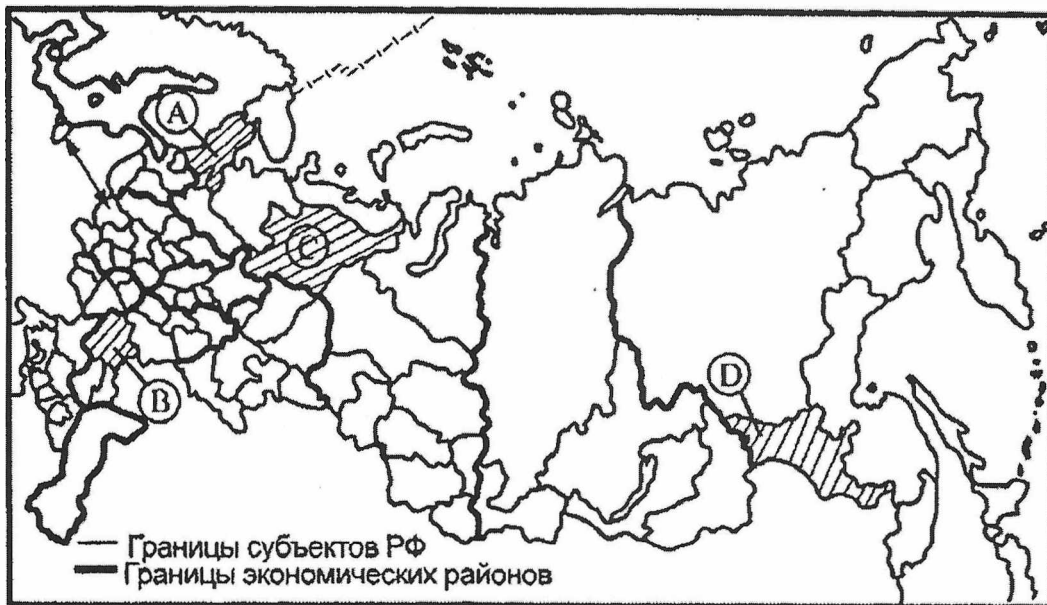 A
C
D
B
Границы субъектов РФ
Границы экономических районов